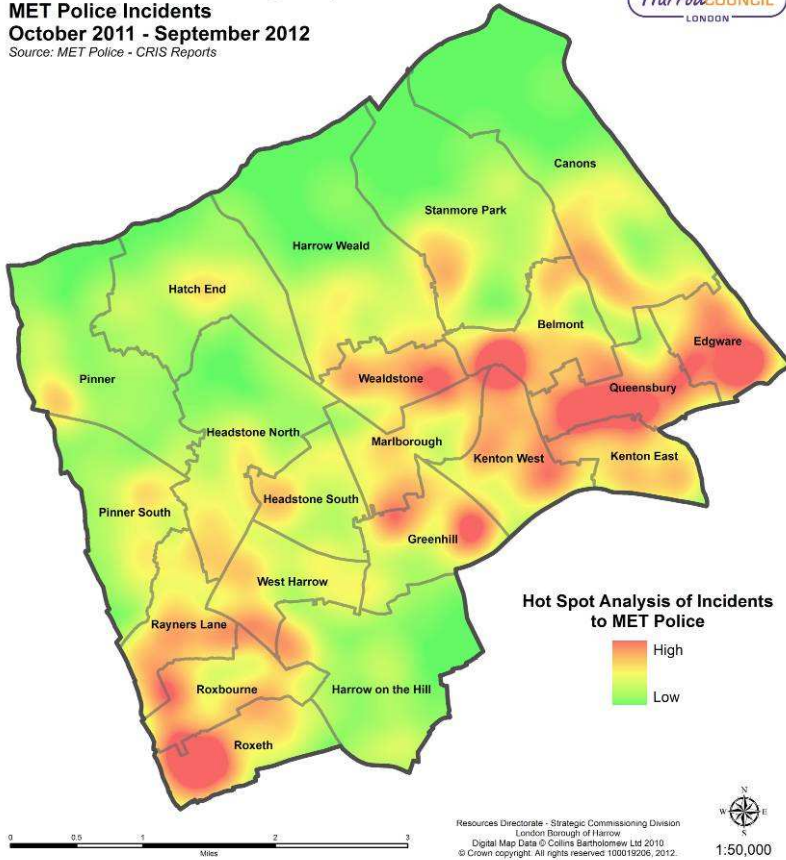 MET Police Incidents
October 2011 - September 2012
Source: MET Police - CRIS Reports
HarrowCOUNCIL
LONDON
Canons
Stanmore Park
Harrow Weald
Hatch End
Belmont
Edgware
Pinner
Wealdstone
Queensbury
Headstone North
Marlborough
Kenton West
Kenton East
Headstone South
Pinner South
Greenhill
West Harrow
Rayners Lane
Roxbourne
Harrow on the Hill
Roxeth
Hot Spot Analysis of Incidents
to MET Police
High
Low
0 0.5 1 2 3
Miles
Resources Directorate - Strategic Commissioning Division
London Borough of Harrow
Digital Map Data © Collins Bartholomew Ltd 2010
© Crown copyright. All rights reserved 100019206, 2012.
N
W E
S
1:50,000